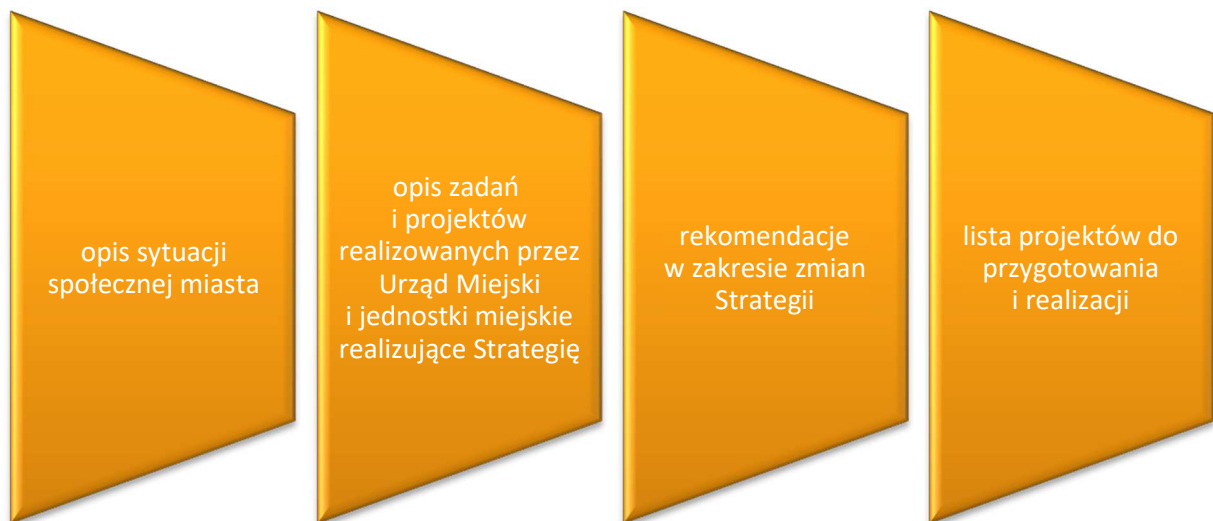 opis sytuacji
społecznej miasta
opis zadań
i projektów
realizowanych przez
Urząd Miejski
i jednostki miejskie
realizujące Strategię
rekomendacje
w zakresie zmian
Strategii
lista projektów do
przygotowania
i realizacji